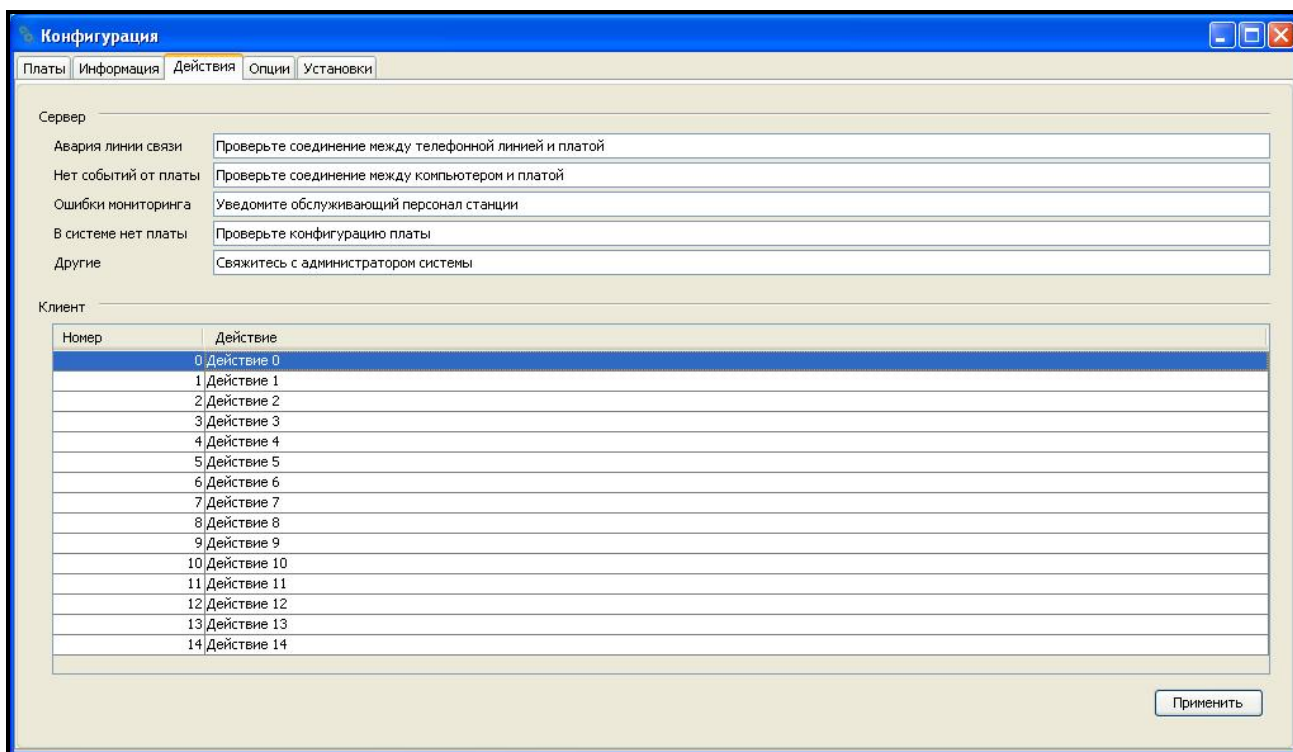 Конфигурация
Платы Информация Действия Опции Установки
Сервер
Авария линии связи Проверьте соединение между телефонной линией и платой
Нет событий от платы Проверьте соединение между компьютером и платой
Ошибки мониторинга Уведомите обслуживающий персонал станции
В системе нет платы Проверьте конфигурацию платы
Другие Свяжитесь с администратором системы
Клиент
Номер Действие
0 Действие 0
1 Действие 1
2 Действие 2
3 Действие 3
4 Действие 4
5 Действие 5
6 Действие 6
7 Действие 7
8 Действие 8
9 Действие 9
10 Действие 10
11 Действие 11
12 Действие 12
13 Действие 13
14 Действие 14
Применить